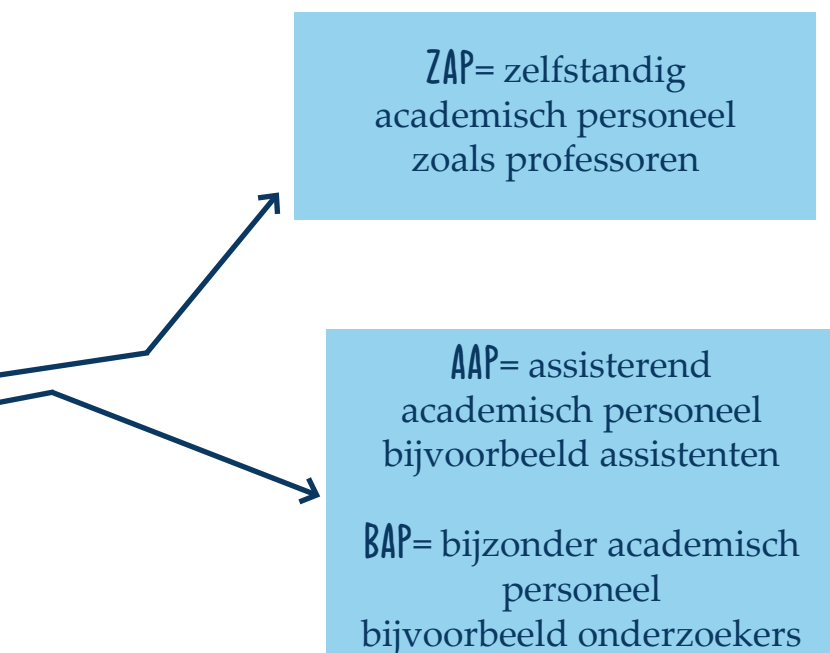 ZAP= zelfstandig
academisch personeel
zoals professoren
AAP= assisterend
academisch personeel
bijvoorbeeld assistenten
BAP= bijzonder academisch
personeel
bijvoorbeeld onderzoekers